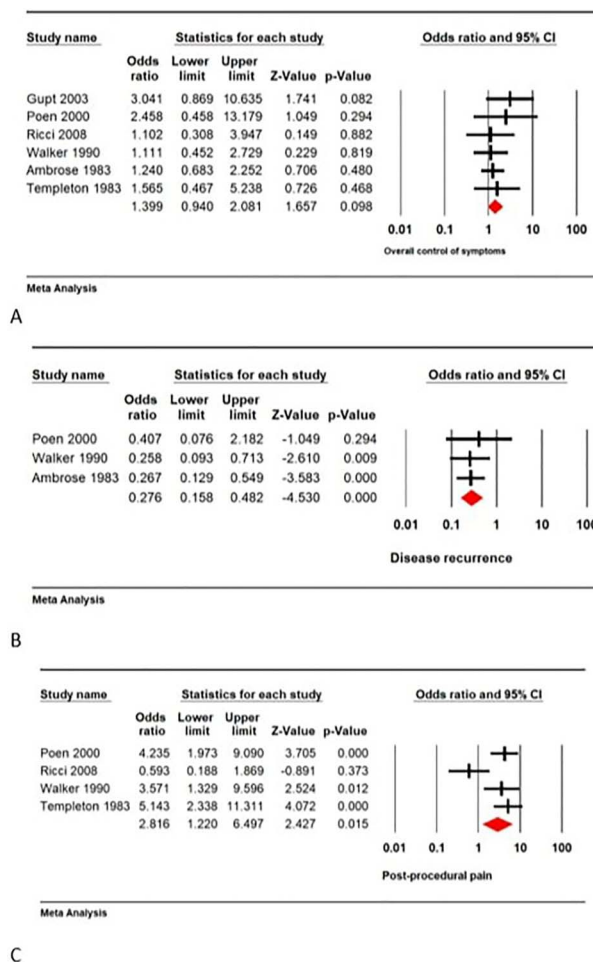 Study name Statistics for each study Odds ratio and 95% CI
Odds Lower Upper
ratio limit limit Z-Value p-Value
Gupt 2003 3.041 0.869 10.635 1.741 0.082
Poen 2000 2.458 0.458 13.179 1.049 0.294
Ricci 2008 1.102 0.308 3.947 0.149 0.882
Walker 1990 1.111 0.452 2.729 0.229 0.819
Ambrose 1983 1.240 0.683 2.252 0.706 0.480
Templeton 1983 1.565 0.467 5.238 0.726 0.468
1.399 0.940 2.081 1.657 0.098
0.01 0.1 1 10 100
Overall control of symptoms
Meta Analysis
A
Study name Statistics for each study Odds ratio and 95% CI
Odds Lower Upper
ratio limit limit Z-Value p-Value
Poen 2000 0.407 0.076 2.182 -1.049 0.294
Walker 1990 0.258 0.093 0.713 -2.610 0.009
Ambrose 1983 0.267 0.129 0.549 -3.583 0.000
0.276 0.158 0.482 -4.530 0.000
0.01 0.1 1 10 100
Disease recurrence
Meta Analysis
B
Study name Statistics for each study Odds ratio and 95% CI
Odds Lower Upper
ratio limit limit Z-Value p-Value
Poen 2000 4.235 1.973 9.090 3.705 0.000
Ricci 2008 0.593 0.188 1.869 -0.891 0.373
Walker 1990 3.571 1.329 9.596 2.524 0.012
Templeton 1983 5.143 2.338 11.311 4.072 0.000
2.816 1.220 6.497 2.427 0.015
0.01 0.1 1 10 100
Post-procedural pain
Meta Analysis
C